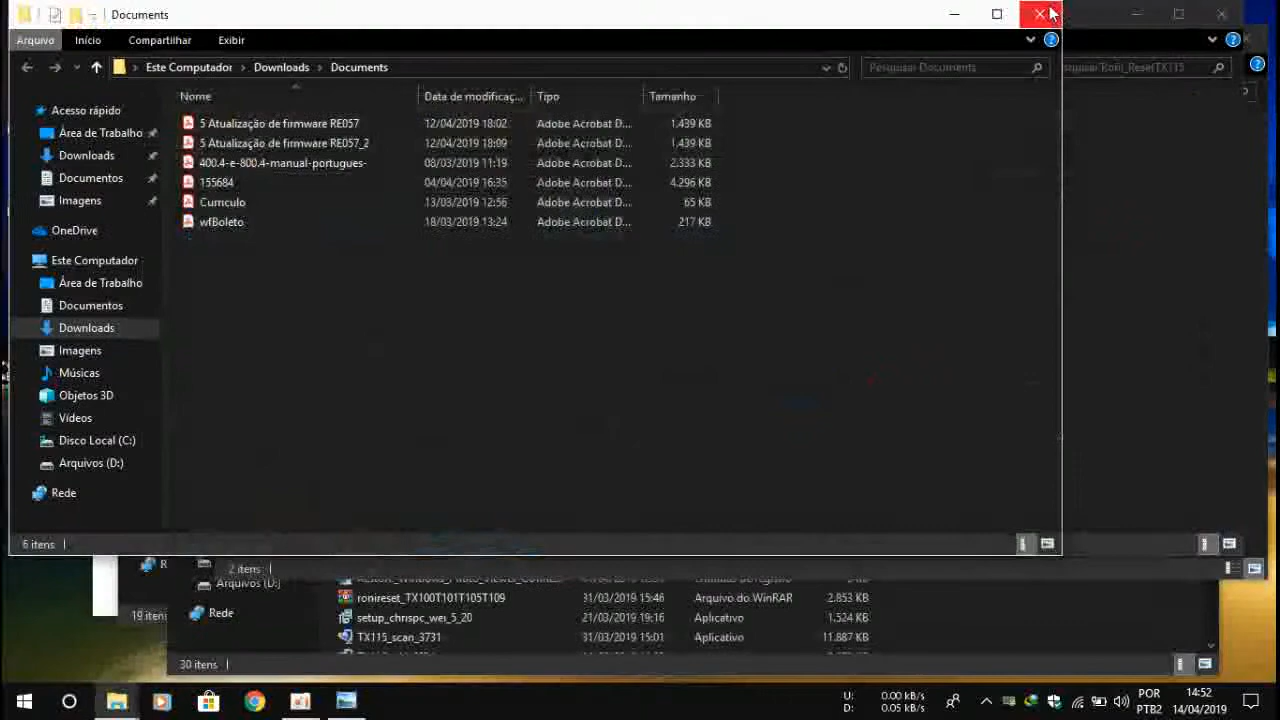 Documents
Arquivo Início Compartilhar Exibir
Este Computador > Downloads > Documents
Pesquisar Documents
Nome Data de modificaç... Tipo Tamanho
Acesso rápido
Área de Trabalho
Downloads
Documentos
Imagens
OneDrive
Este Computador
Área de Trabalho
Documentos
Downloads
Imagens
Músicas
Objetos 3D
Vídeos
Disco Local (C:)
Arquivos (D:)
Rede
5 Atualização de firmware RE057 12/04/2019 18:02 Adobe Acrobat D... 1.439 KB
5 Atualização de firmware RE057_2 12/04/2019 18:09 Adobe Acrobat D... 1.439 KB
400.4-e-800.4-manual-portugues- 08/03/2019 11:19 Adobe Acrobat D... 2.333 KB
155684 04/04/2019 16:35 Adobe Acrobat D... 4.296 KB
Curriculo 13/03/2019 12:56 Adobe Acrobat D... 65 KB
wfBoleto 18/03/2019 13:24 Adobe Acrobat D... 217 KB
6 itens
R
2 itens
Arquivos (D:)
ronireset_TX100T101T105T109 31/03/2019 15:46 Arquivo do WinRAR 2.853 KB
19 itens
Rede
setup_chrispc_wei_5_20 21/03/2019 19:16 Aplicativo 1.524 KB
TX115_scan_3731 31/03/2019 15:01 Aplicativo 11.887 KB
30 itens
U: 0.00 kB/s
D: 0.05 kB/s
POR
PTB2
14:52
14/04/2019